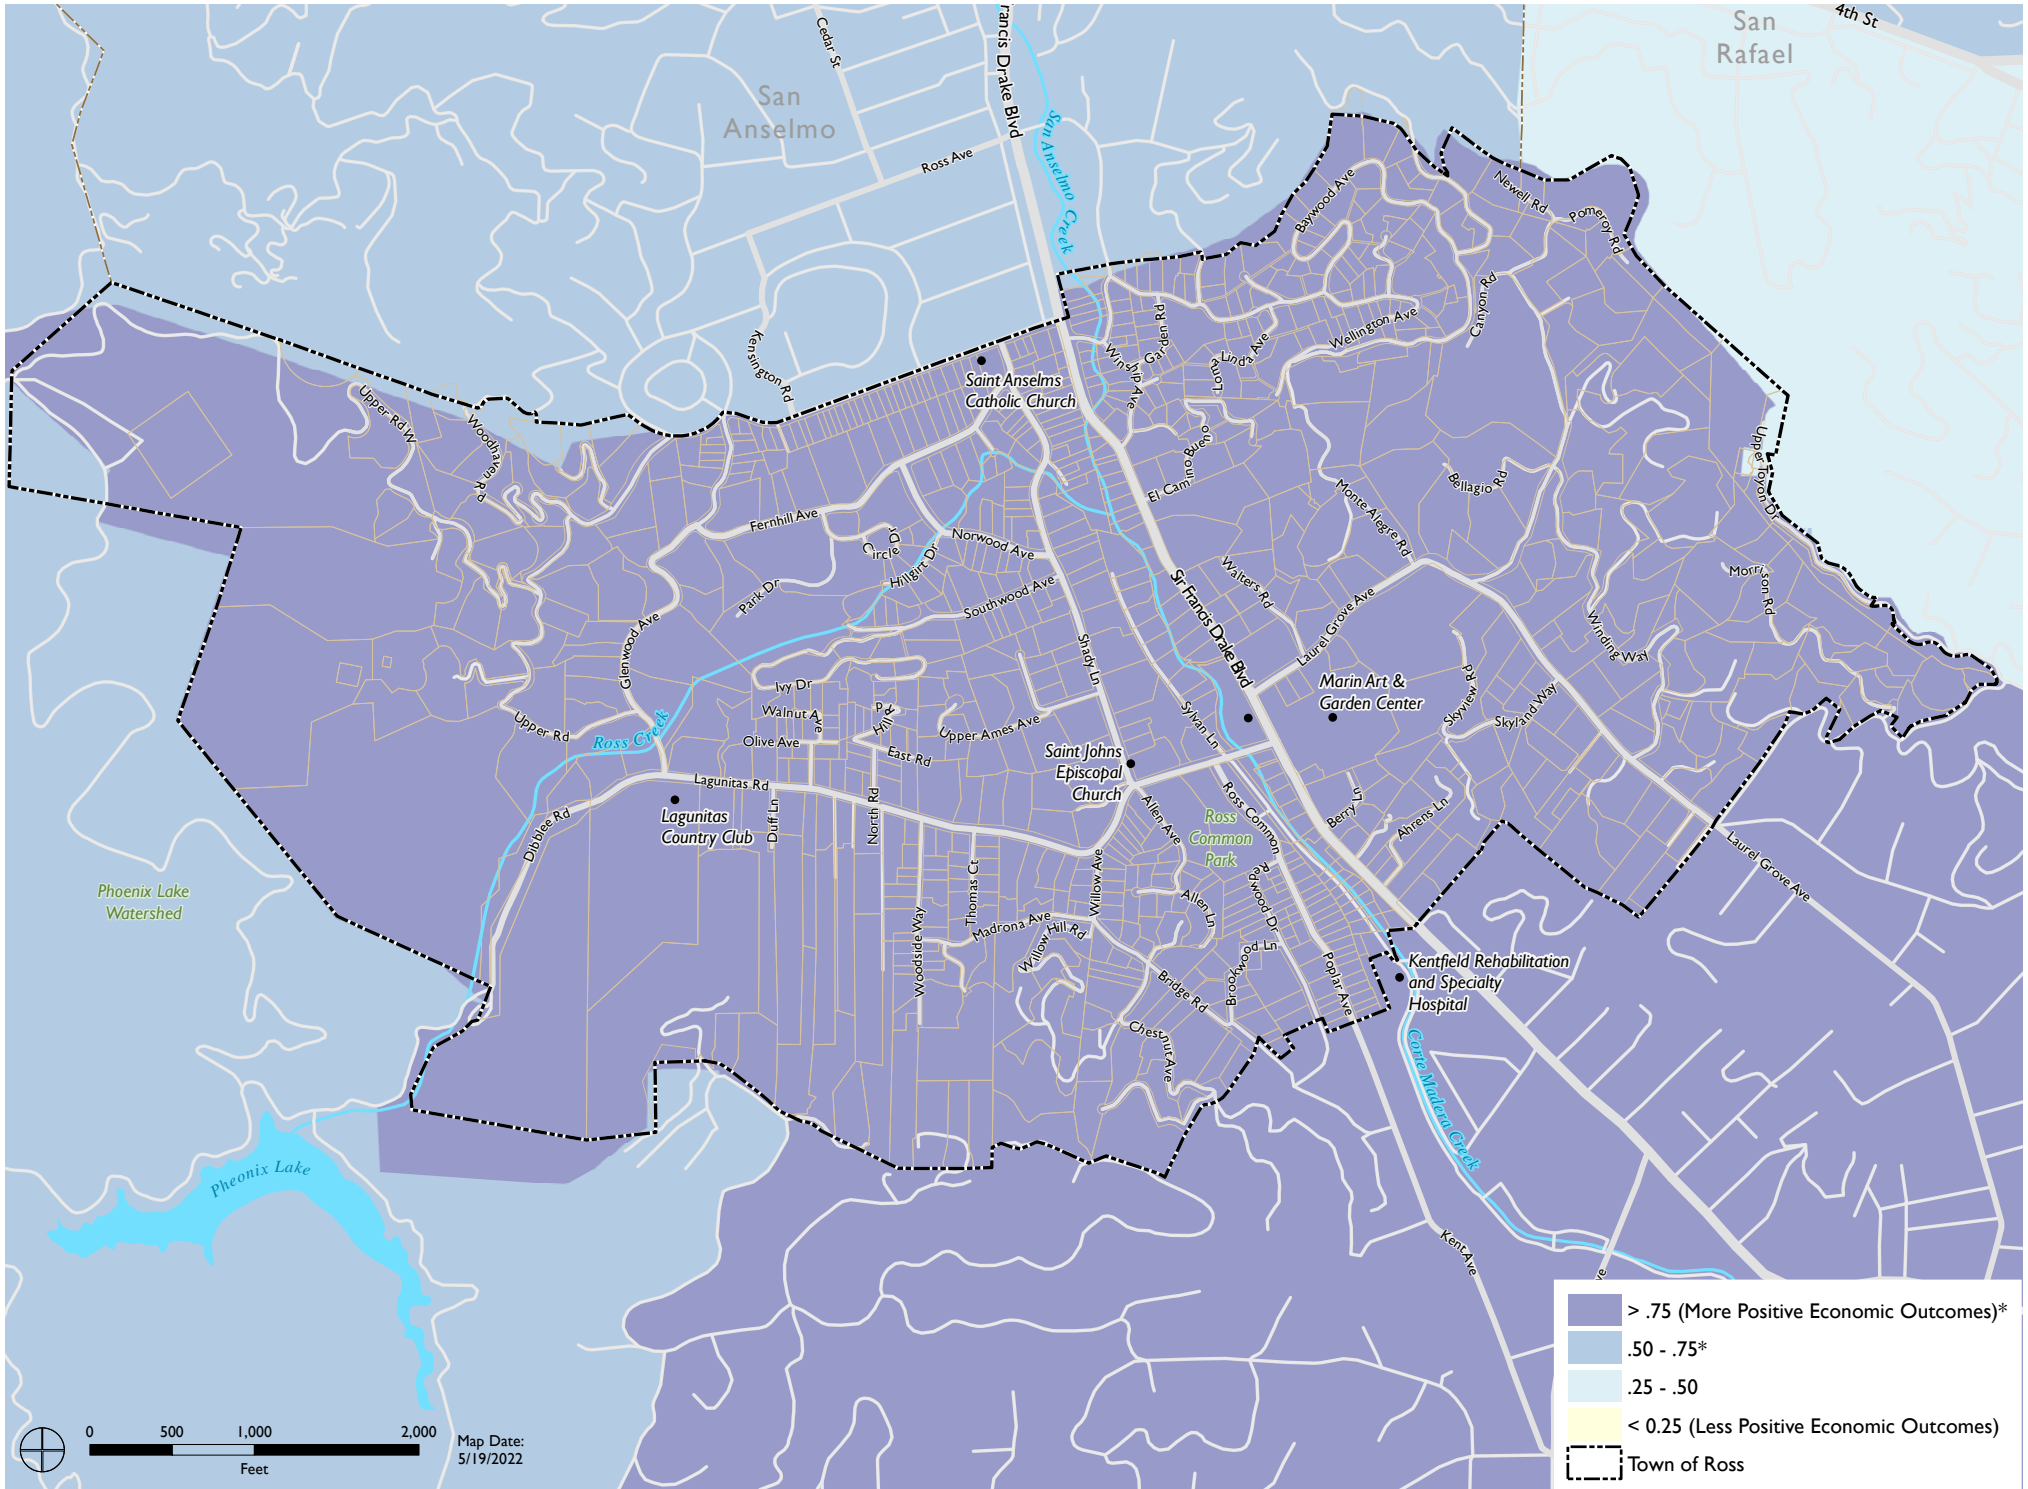 4th St
San
Rafael
Cedar St
rancis Drake Blvd
San
Anselmo
Ross Ave
San Anselmo Creek
Baywood Ave
Newell Rd
Pomeroy Rd
Canyon Rd
Garden Rd
Winship Ave
Loma Linda Ave
Wellington Ave
Kensington Rd
Saint Anselms
Catholic Church
Upper Rd W
Woodhaven Rd
El Camino Bueno
Monte Alegre Rd
Bellagio Rd
Upper Toyon Dr
Fernhill Ave
Circle Dr
Norwood Ave
Hillgirt Dr
Park Dr
Southwood Ave
Sir Francis Drake Blvd
Walters Rd
Laurel Grove Ave
Morrison Rd
Winding Way
Glenwood Ave
Shady Ln
Ivy Dr
Walnut Ave
Hill Rd
Upper Rd
Ross Creek
Olive Ave
East Rd
Upper Ames Ave
Sylvan Ln
Marin Art &
Garden Center
Skyview Rd
Skyland Way
Saint Johns
Episcopal
Church
Lagunitas Rd
Lagunitas
Country Club
Duff Ln
North Rd
Dibblee Rd
Allen Ave
Ross Common
Ross
Common
Park
Berry Ln
Ahrens Ln
Laurel Grove Ave
Phoenix Lake
Watershed
Thomas Ct
Willow Ave
Allen Ln
Redwood Dr
Woodside Way
Madrona Ave
Willow Hill Rd
Brookwood Ln
Bridge Rd
Poplar Ave
Kentfield Rehabilitation
and Specialty
Hospital
Chestnut Ave
Corte Madera Creek
Pheonix Lake
Kent Ave
ve
> .75 (More Positive Economic Outcomes)*
.50 - .75*
.25 - .50
< 0.25 (Less Positive Economic Outcomes)
Town of Ross
0 500 1,000 2,000
Feet
Map Date:
5/19/2022